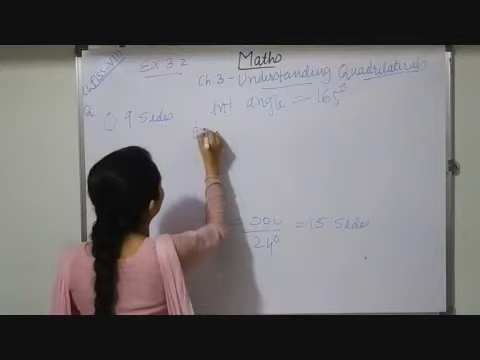 Class-VIII
Ex 3.2
Maths
Ch.3- Understanding Quadrilaterals
Q
① 9 Sides
int angle = 165°
= 360
24°
= 15 Sides